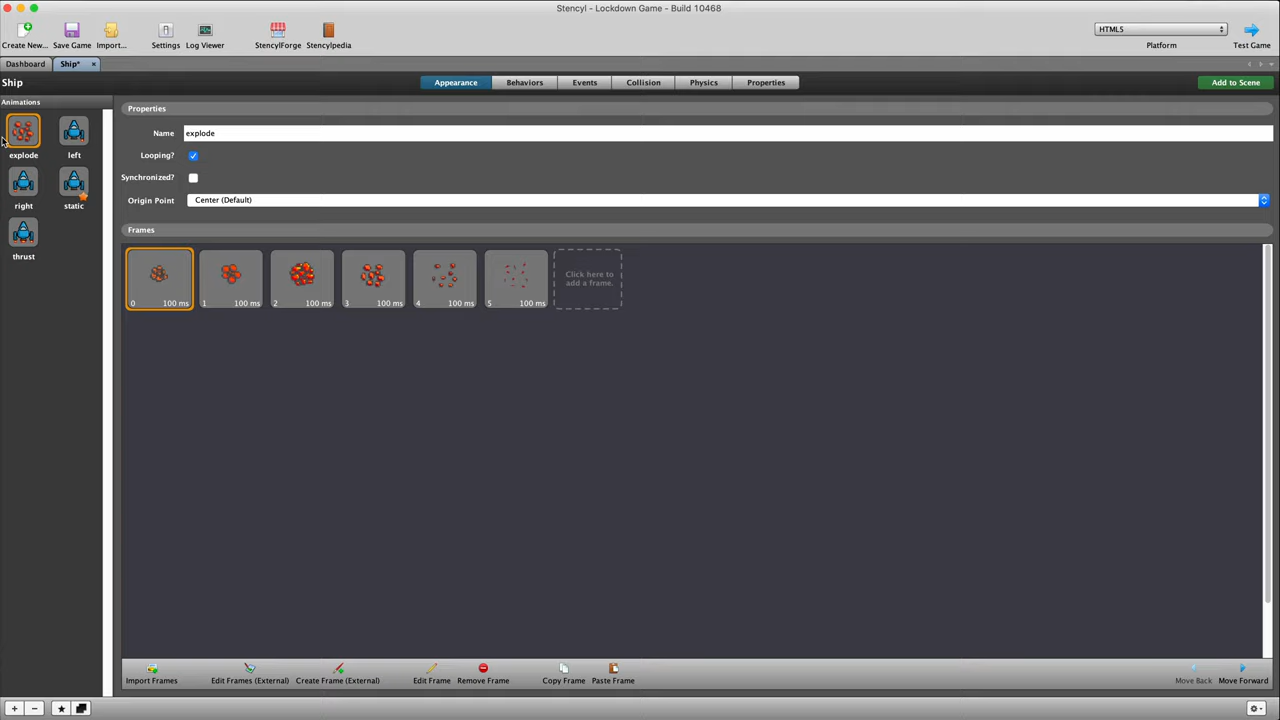 Stencyl - Lockdown Game - Build 10468
Create New... Save Game Import... Settings Log Viewer StencylForge Stencylpedia
HTML5
Platform
Test Game
Dashboard Ship* ×
Ship
Appearance Behaviors Events Collision Physics Properties
Add to Scene
Animations
explode left
right static
thrust
Properties
Name explode
Looping?
Synchronized?
Origin Point Center (Default)
Frames
0 100 ms 1 100 ms 2 100 ms 3 100 ms 4 100 ms 5 100 ms
Click here to
add a frame.
Import Frames Edit Frames (External) Create Frame (External) Edit Frame Remove Frame Copy Frame Paste Frame Move Back Move Forward